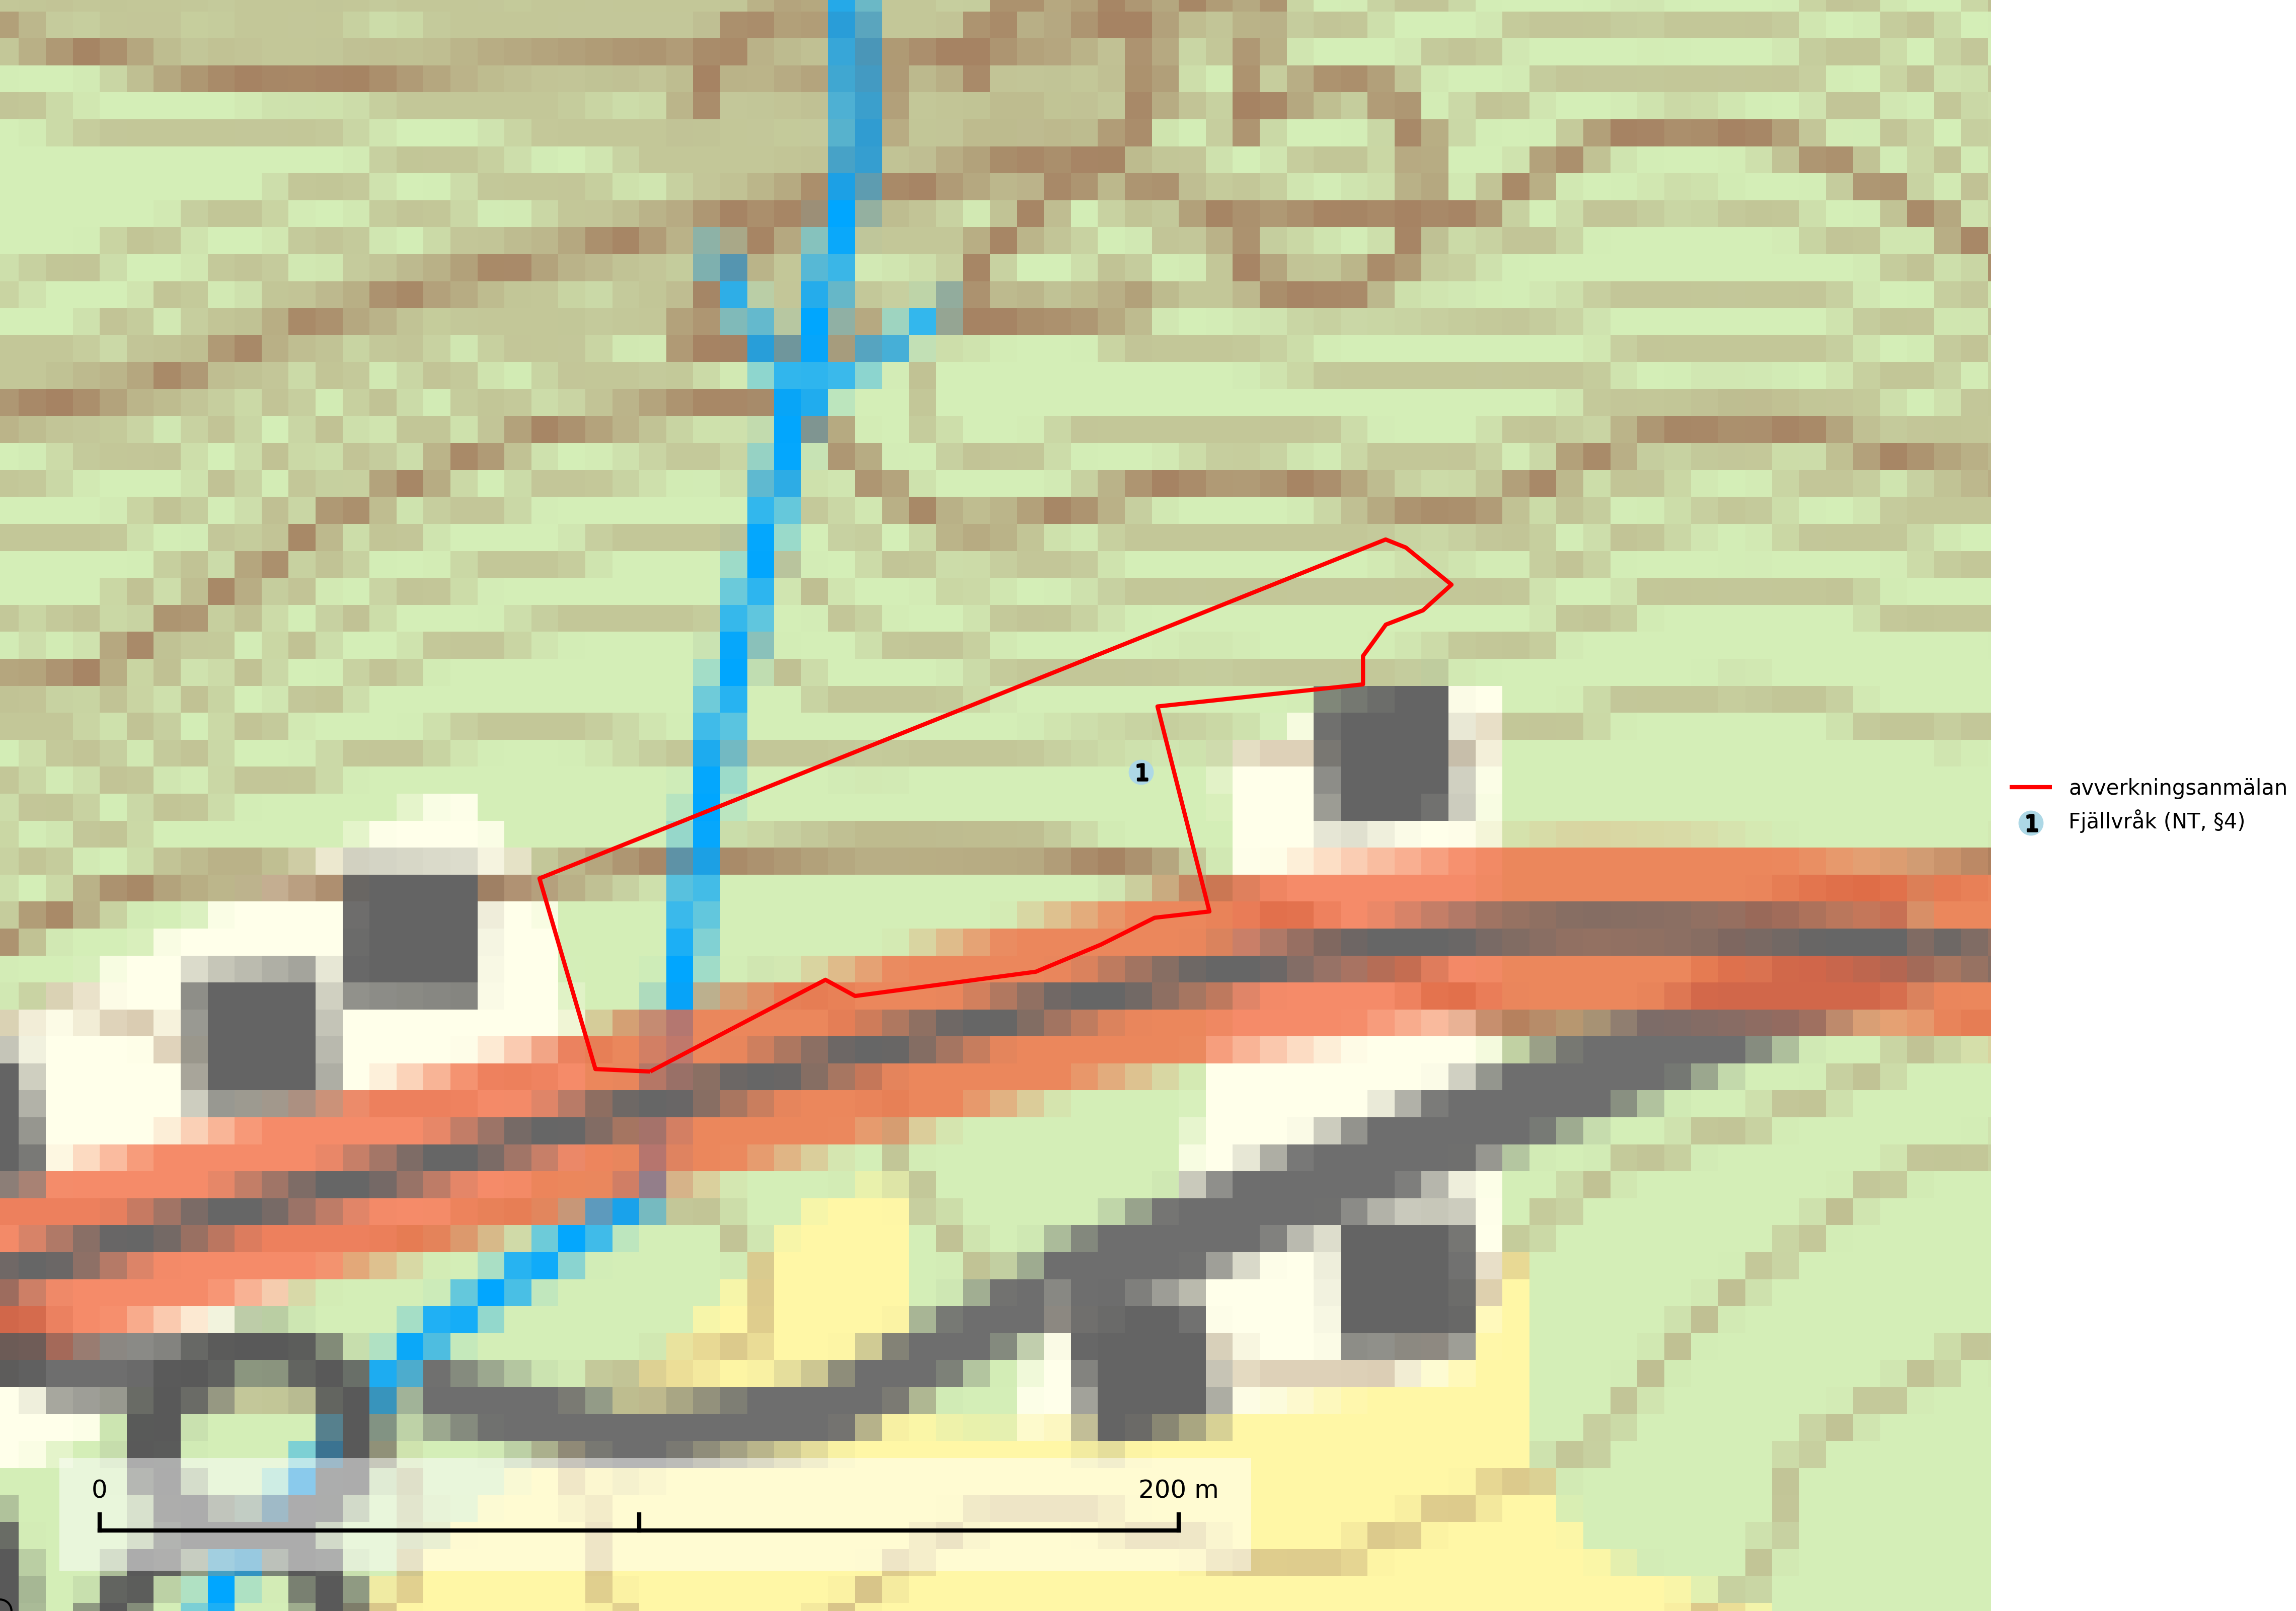 1
avverkningsanmälan
1 Fjällvråk (NT, §4)
0 200 m